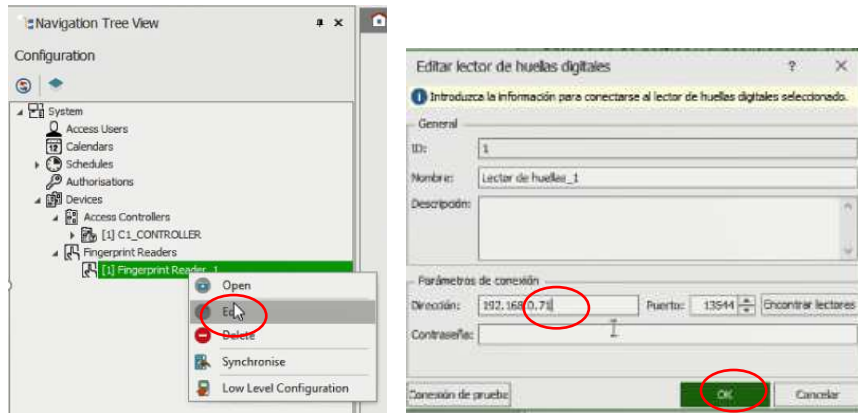 Navigation Tree View
Configuration
System
Access Users
Calendars
Schedules
Authorisations
Devices
Access Controllers
[1] C1_CONTROLLER
Fingerprint Readers
[1] Fingerprint Reader_1
Open
Delete
Synchronise
Low Level Configuration
Editar lector de huellas digitales
Introduzca la información para conectarse al lector de huellas digitales seleccionado.
General
ID: 1
Nombre: Lector de huellas_1
Descripción:
Parámetros de conexión
Dirección: 192.168.0.71 Puerto: 13544 Encontrar lectores
Contraseña:
Conexión de prueba OK Cancelar